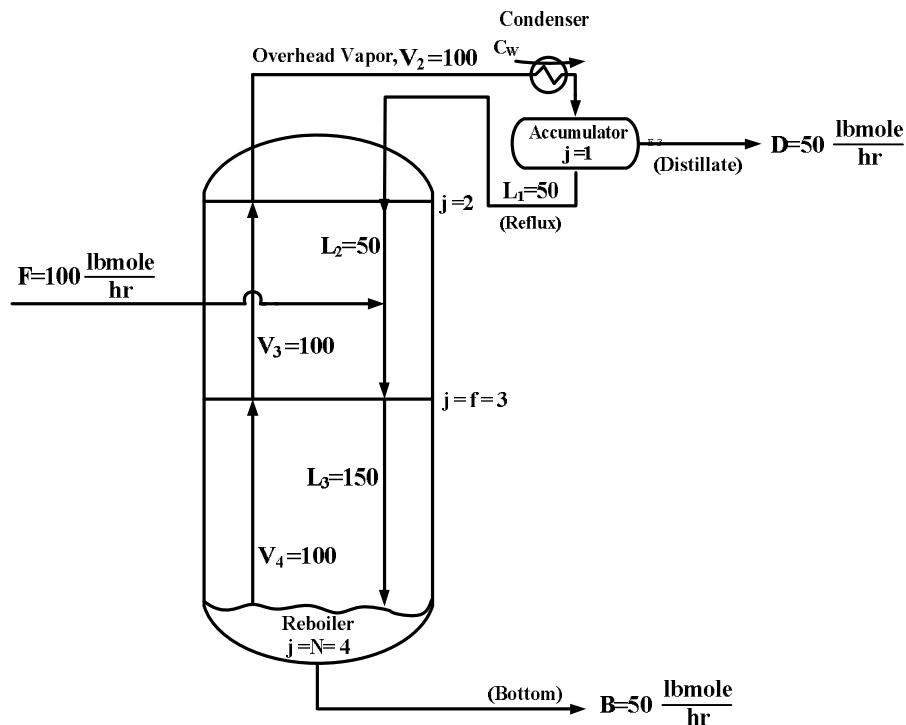 Condenser
C_W
Overhead Vapor, V₂=100
Accumulator
j=1
D=50 lbmole/hr
(Distillate)
L₁=50
(Reflux)
j=2
L₂=50
F=100 lbmole/hr
V₃=100
j=f=3
L₃=150
V₄=100
Reboiler
j=N=4
(Bottom)
B=50 lbmole/hr